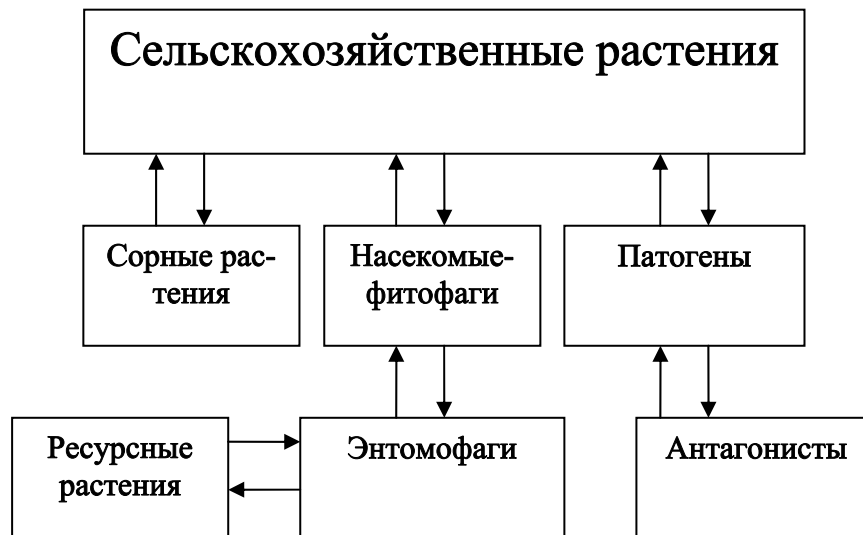 Сельскохозяйственные растения
Сорные рас-
тения
Насекомые-
фитофаги
Патогены
Ресурсные
растения
Энтомофаги
Антагонисты